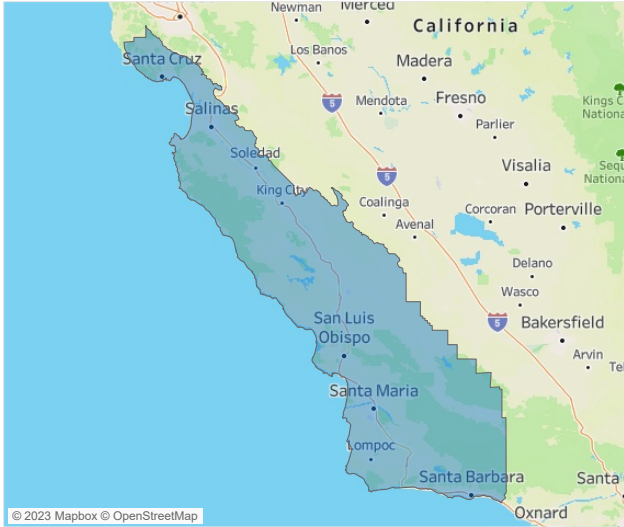 Newman
Merced
California
Los Banos
Santa Cruz
Madera
Mendota
Fresno
Kings C
Nationa
Salinas
5
Parlier
Soledad
Visalia
Sequ
Nationa
5
King City
Coalinga
Corcoran
Porterville
Avenal
Delano
Wasco
San Luis
Obispo
5
Bakersfield
Arvin
Te
Santa Maria
Lompoc
Santa Barbara
Santa
Oxnard
© 2023 Mapbox © OpenStreetMap